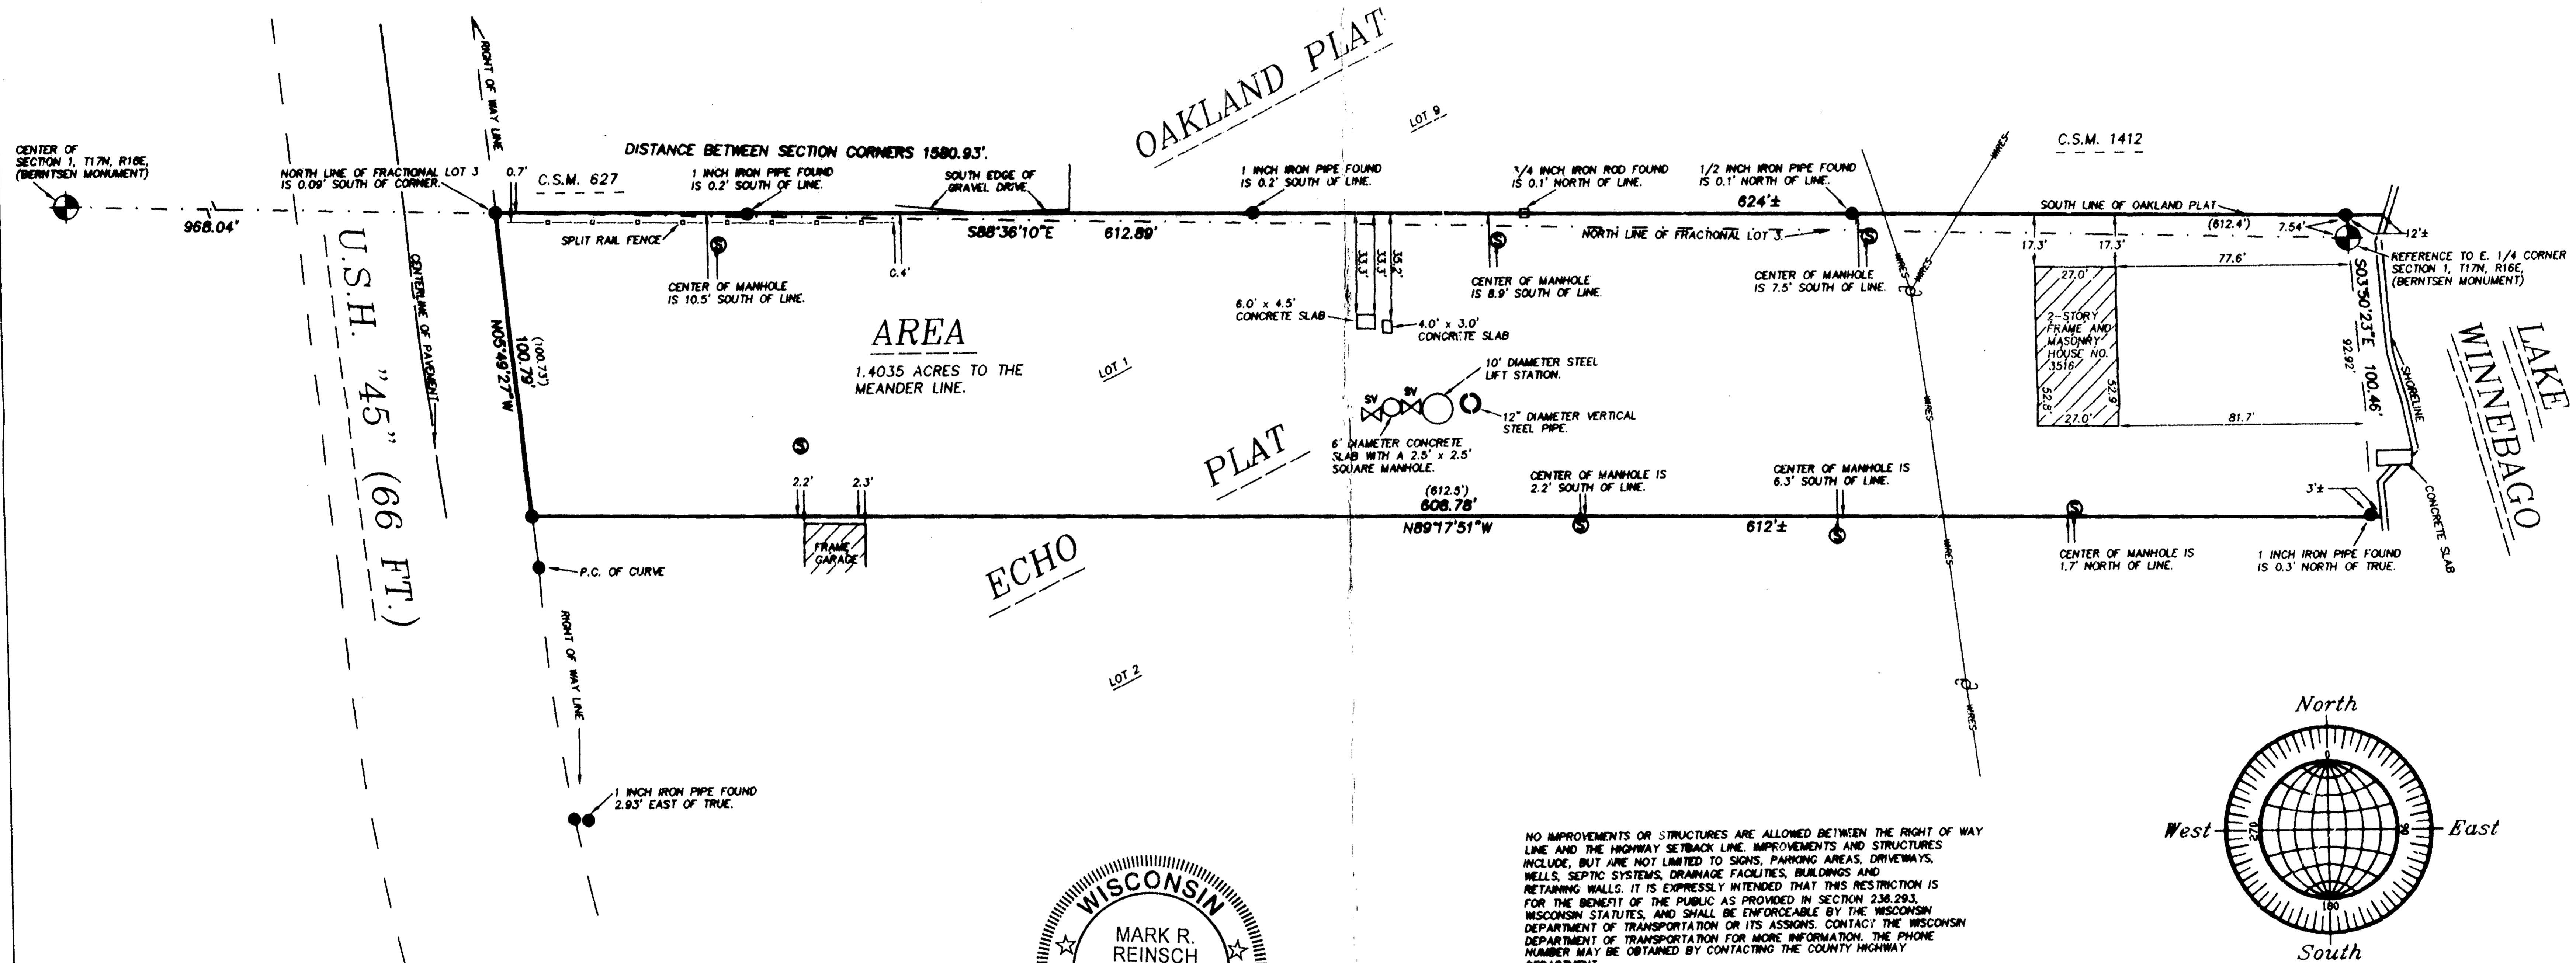 OAKLAND PLAT
LOT 9
C.S.M. 1412
CENTER OF
SECTION 1, T17N, R16E,
(BERNTSEN MONUMENT)
RIGHT OF WAY LINE
DISTANCE BETWEEN SECTION CORNERS 1580.93'.
NORTH LINE OF FRACTIONAL LOT 3
IS 0.09' SOUTH OF CORNER.
0.7'
C.S.M. 627
1 INCH IRON PIPE FOUND
IS 0.2' SOUTH OF LINE.
SOUTH EDGE OF
GRAVEL DRIVE
1 INCH IRON PIPE FOUND
IS 0.2' SOUTH OF LINE.
3/4 INCH IRON ROD FOUND
IS 0.1' NORTH OF LINE.
1/2 INCH IRON PIPE FOUND
IS 0.1' NORTH OF LINE.
WIRES
624'±
SOUTH LINE OF OAKLAND PLAT
(612.4')
7.54'
12'±
968.04'
SPLIT RAIL FENCE
S
S88°36'10"E
612.89'
NORTH LINE OF FRACTIONAL LOT 3.
S
S
17.3'
17.3'
77.6'
REFERENCE TO E. 1/4 CORNER
SECTION 1, T17N, R16E,
(BERNTSEN MONUMENT)
0.4'
CENTER OF MANHOLE
IS 10.5' SOUTH OF LINE.
33.3'
33.3'
35.2'
CENTER OF MANHOLE
IS 8.9' SOUTH OF LINE.
CENTER OF MANHOLE
IS 7.5' SOUTH OF LINE.
WIRES
WIRES
27.0'
2-STORY
FRAME AND
MASONRY
HOUSE NO.
3516
52.8'
52.9'
27.0'
81.7'
S03°50'23"E 100.46'
92.92'
SHORELINE
LAKE
WINNEBAGO
U.S.H. "45" (66 FT.)
CENTERLINE OF PAVEMENT
N05°49'27"W
100.79'
(100.73')
6.0' x 4.5'
CONCRETE SLAB
4.0' x 3.0'
CONCRETE SLAB
AREA
1.4035 ACRES TO THE
MEANDER LINE.
LOT 1
10' DIAMETER STEEL
LIFT STATION.
SV
SV
12" DIAMETER VERTICAL
STEEL PIPE.
WIRES
6' DIAMETER CONCRETE
SLAB WITH A 2.5' x 2.5'
SQUARE MANHOLE.
PLAT
S
2.2'
2.3'
(612.5')
608.78'
N89°17'51"W
CENTER OF MANHOLE IS
2.2' SOUTH OF LINE.
CENTER OF MANHOLE IS
6.3' SOUTH OF LINE.
612'±
S
S
S
3'±
CONCRETE SLAB
FRAME
GARAGE
P.C. OF CURVE
ECHO
WIRES
CENTER OF MANHOLE IS
1.7' NORTH OF LINE.
1 INCH IRON PIPE FOUND
IS 0.3' NORTH OF TRUE.
RIGHT OF WAY LINE
LOT 2
WIRES
1 INCH IRON PIPE FOUND
2.93' EAST OF TRUE.
North
0
West
270
90
East
180
South
WISCONSIN
MARK R.
REINSCH
NO IMPROVEMENTS OR STRUCTURES ARE ALLOWED BETWEEN THE RIGHT OF WAY
LINE AND THE HIGHWAY SETBACK LINE. IMPROVEMENTS AND STRUCTURES
INCLUDE, BUT ARE NOT LIMITED TO SIGNS, PARKING AREAS, DRIVEWAYS,
WELLS, SEPTIC SYSTEMS, DRAINAGE FACILITIES, BUILDINGS AND
RETAINING WALLS. IT IS EXPRESSLY INTENDED THAT THIS RESTRICTION IS
FOR THE BENEFIT OF THE PUBLIC AS PROVIDED IN SECTION 236.293,
WISCONSIN STATUTES, AND SHALL BE ENFORCEABLE BY THE WISCONSIN
DEPARTMENT OF TRANSPORTATION OR ITS ASSIGNS. CONTACT THE WISCONSIN
DEPARTMENT OF TRANSPORTATION FOR MORE INFORMATION. THE PHONE
NUMBER MAY BE OBTAINED BY CONTACTING THE COUNTY HIGHWAY